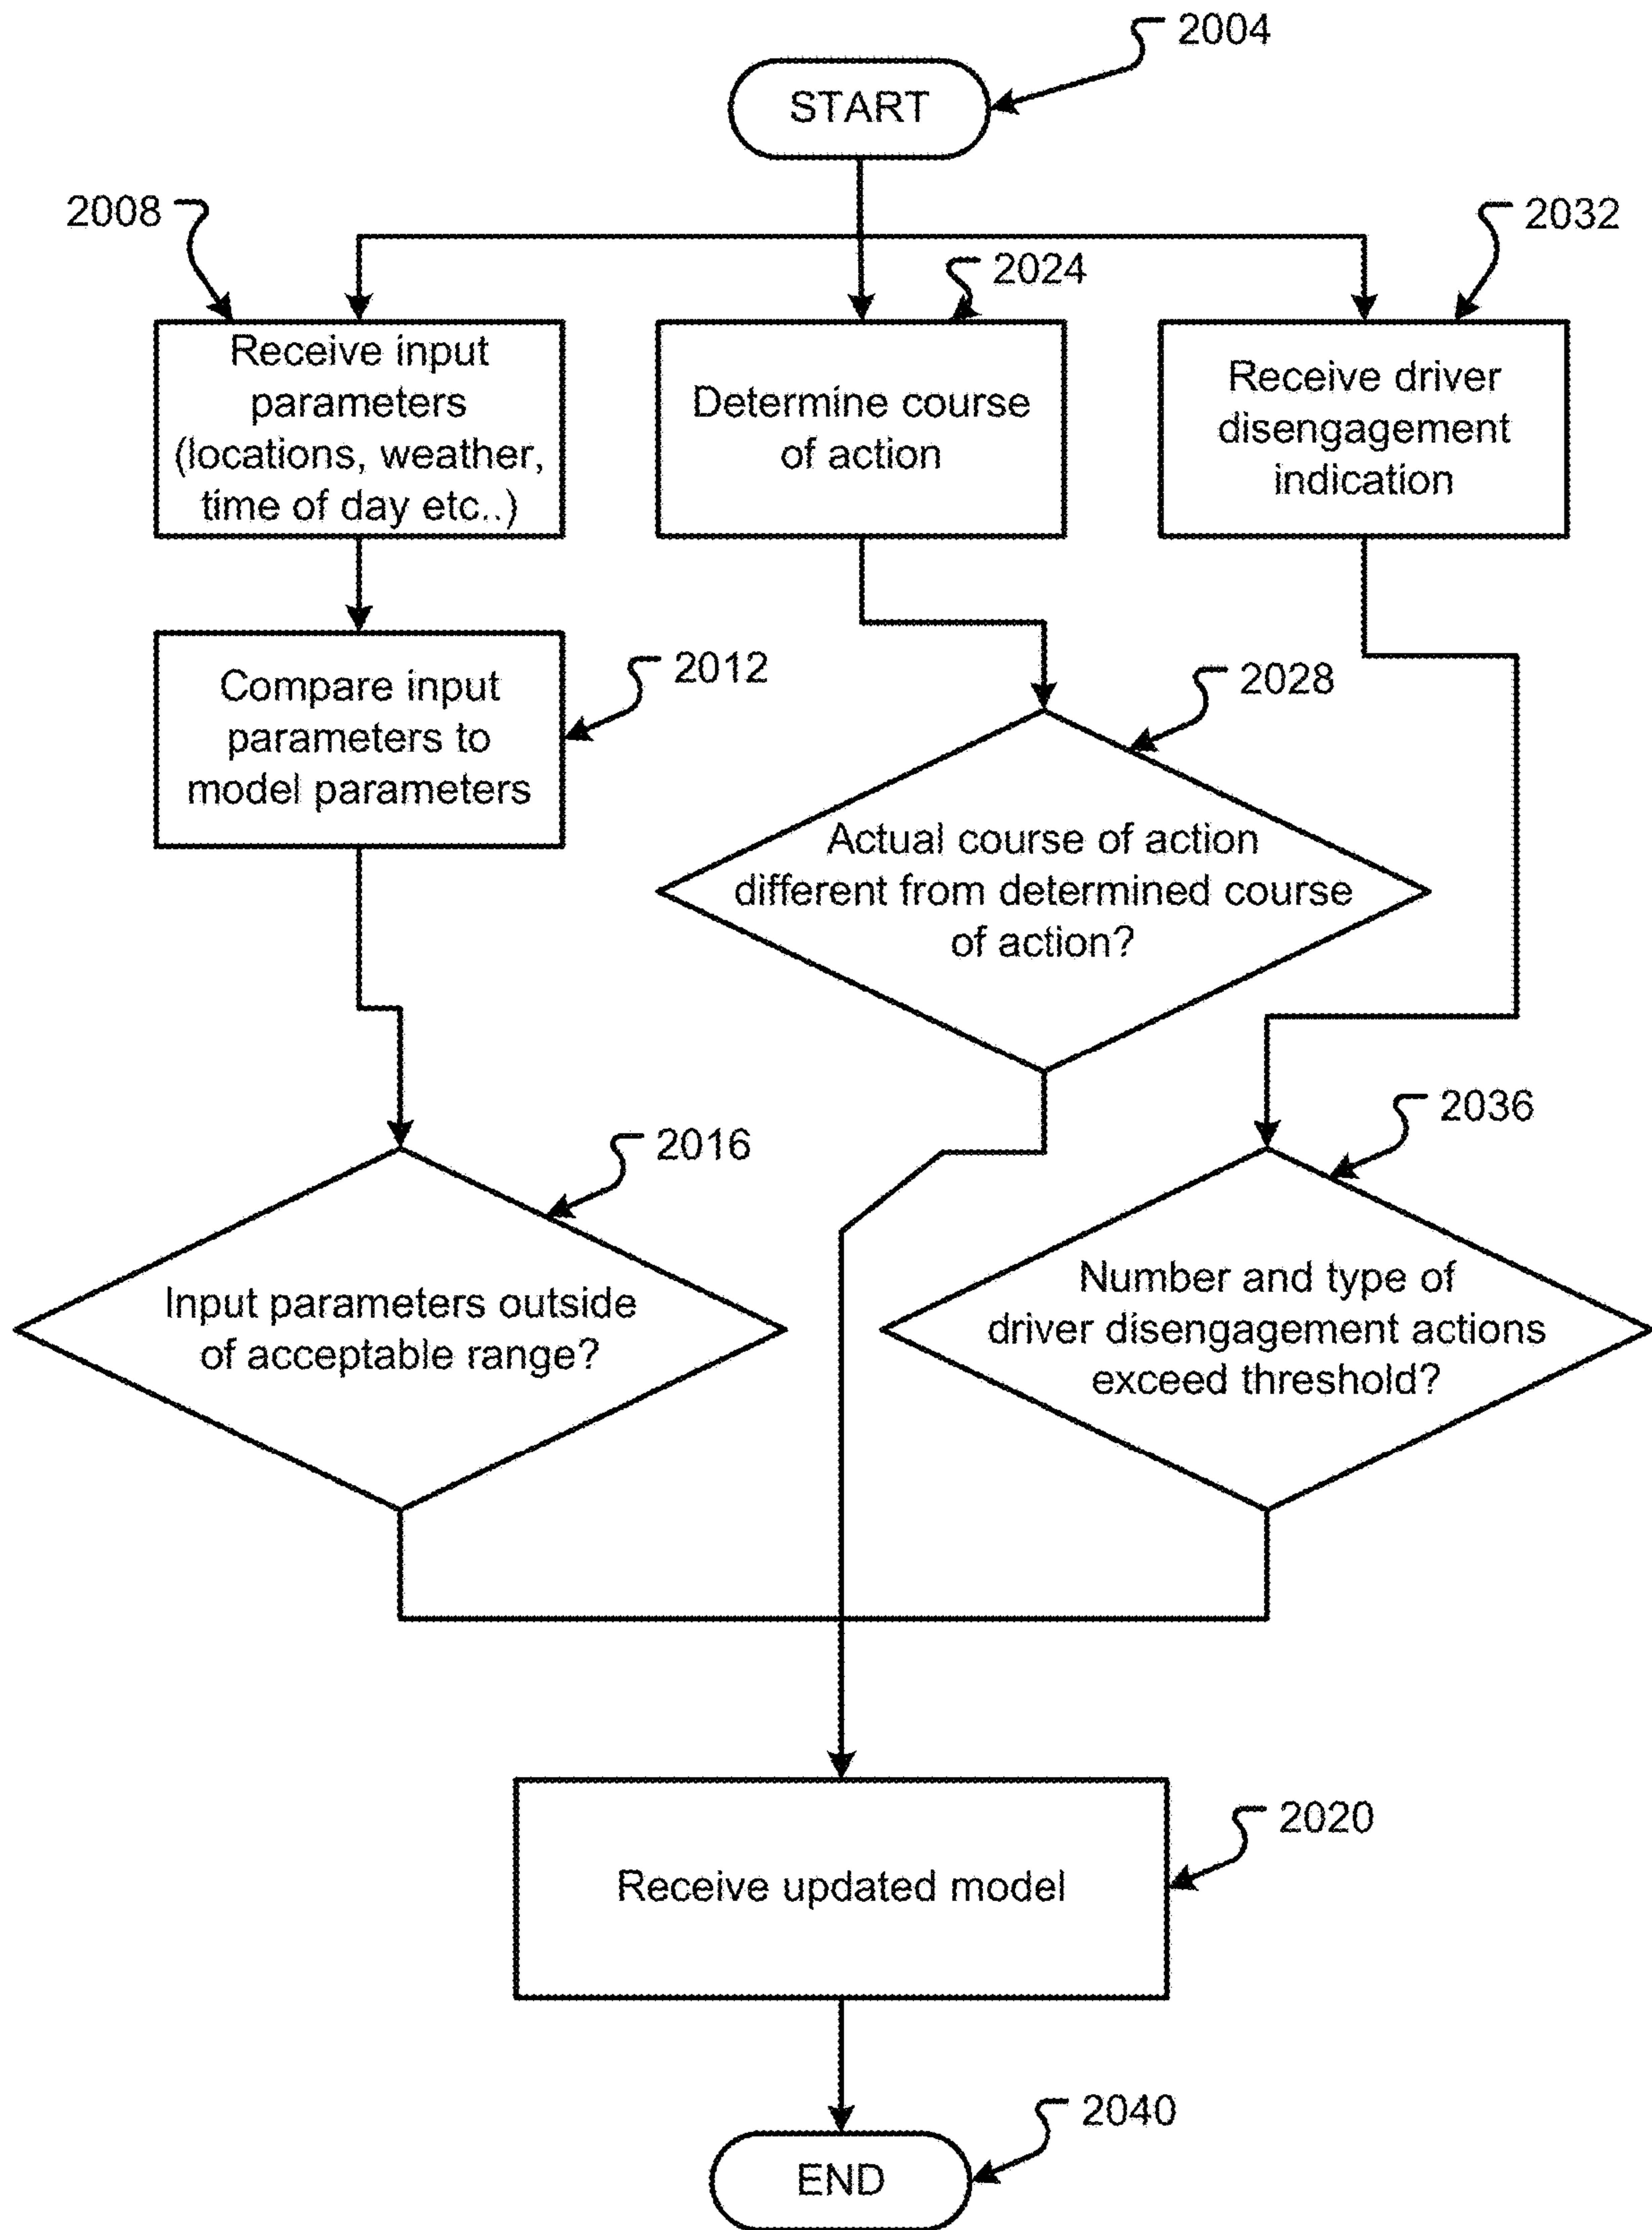 2004
START
2008
2032
2024
Receive input
parameters
(locations, weather,
time of day etc..)
Determine course
of action
Receive driver
disengagement
indication
Compare input
parameters to
model parameters
2012
2028
Actual course of action
different from determined course
of action?
2016
2036
Input parameters outside
of acceptable range?
Number and type of
driver disengagement actions
exceed threshold?
2020
Receive updated model
2040
END